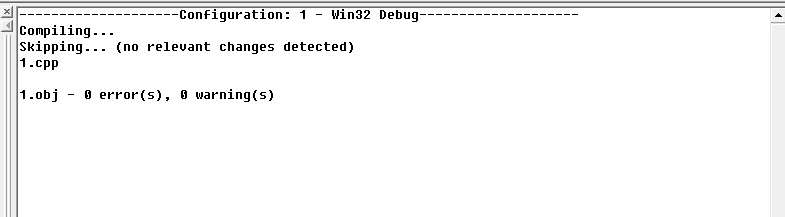 --------------------Configuration: 1 - Win32 Debug--------------------
Compiling...
Skipping... (no relevant changes detected)
1.cpp
1.obj - 0 error(s), 0 warning(s)